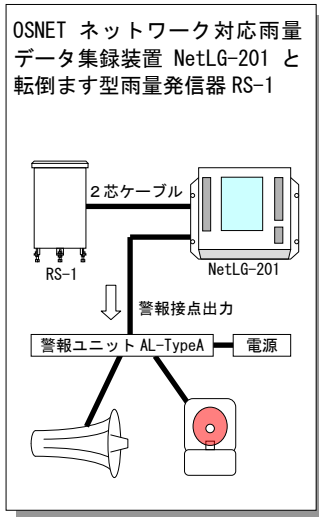 OSNET ネットワーク対応雨量
データ集録装置 NetLG-201 と
転倒ます型雨量発信器 RS-1
２芯ケーブル
RS-1
NetLG-201
警報接点出力
警報ユニット AL-TypeA
電源